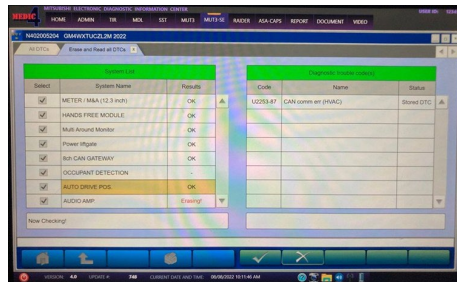 MITSUBISHI ELECTRONIC DIAGNOSTIC INFORMATION CENTER
MEDIC HOME ADMIN TIR MDL SST MUT3 MUT3-SE RAIDER ASA-CAPS REPORT DOCUMENT VIDEO
N402005204 GM4WXTUCZL2M 2022
All DTCs Erase and Read all DTCs
System List
Diagnostic trouble code(s)
Select System Name Results
Code Name Status
METER / M&A (12.3 inch) OK
U2253-87 CAN comm err (HVAC) Stored DTC
HANDS FREE MODULE OK
Multi Around Monitor OK
Power liftgate OK
8ch CAN GATEWAY OK
OCCUPANT DETECTION -
AUTO DRIVE POS. OK
AUDIO AMP Erasing!
Now Checking!
VERSION 4.0 UPDATE # 748 CURRENT DATE AND TIME 09/08/2022 10:11:46 AM